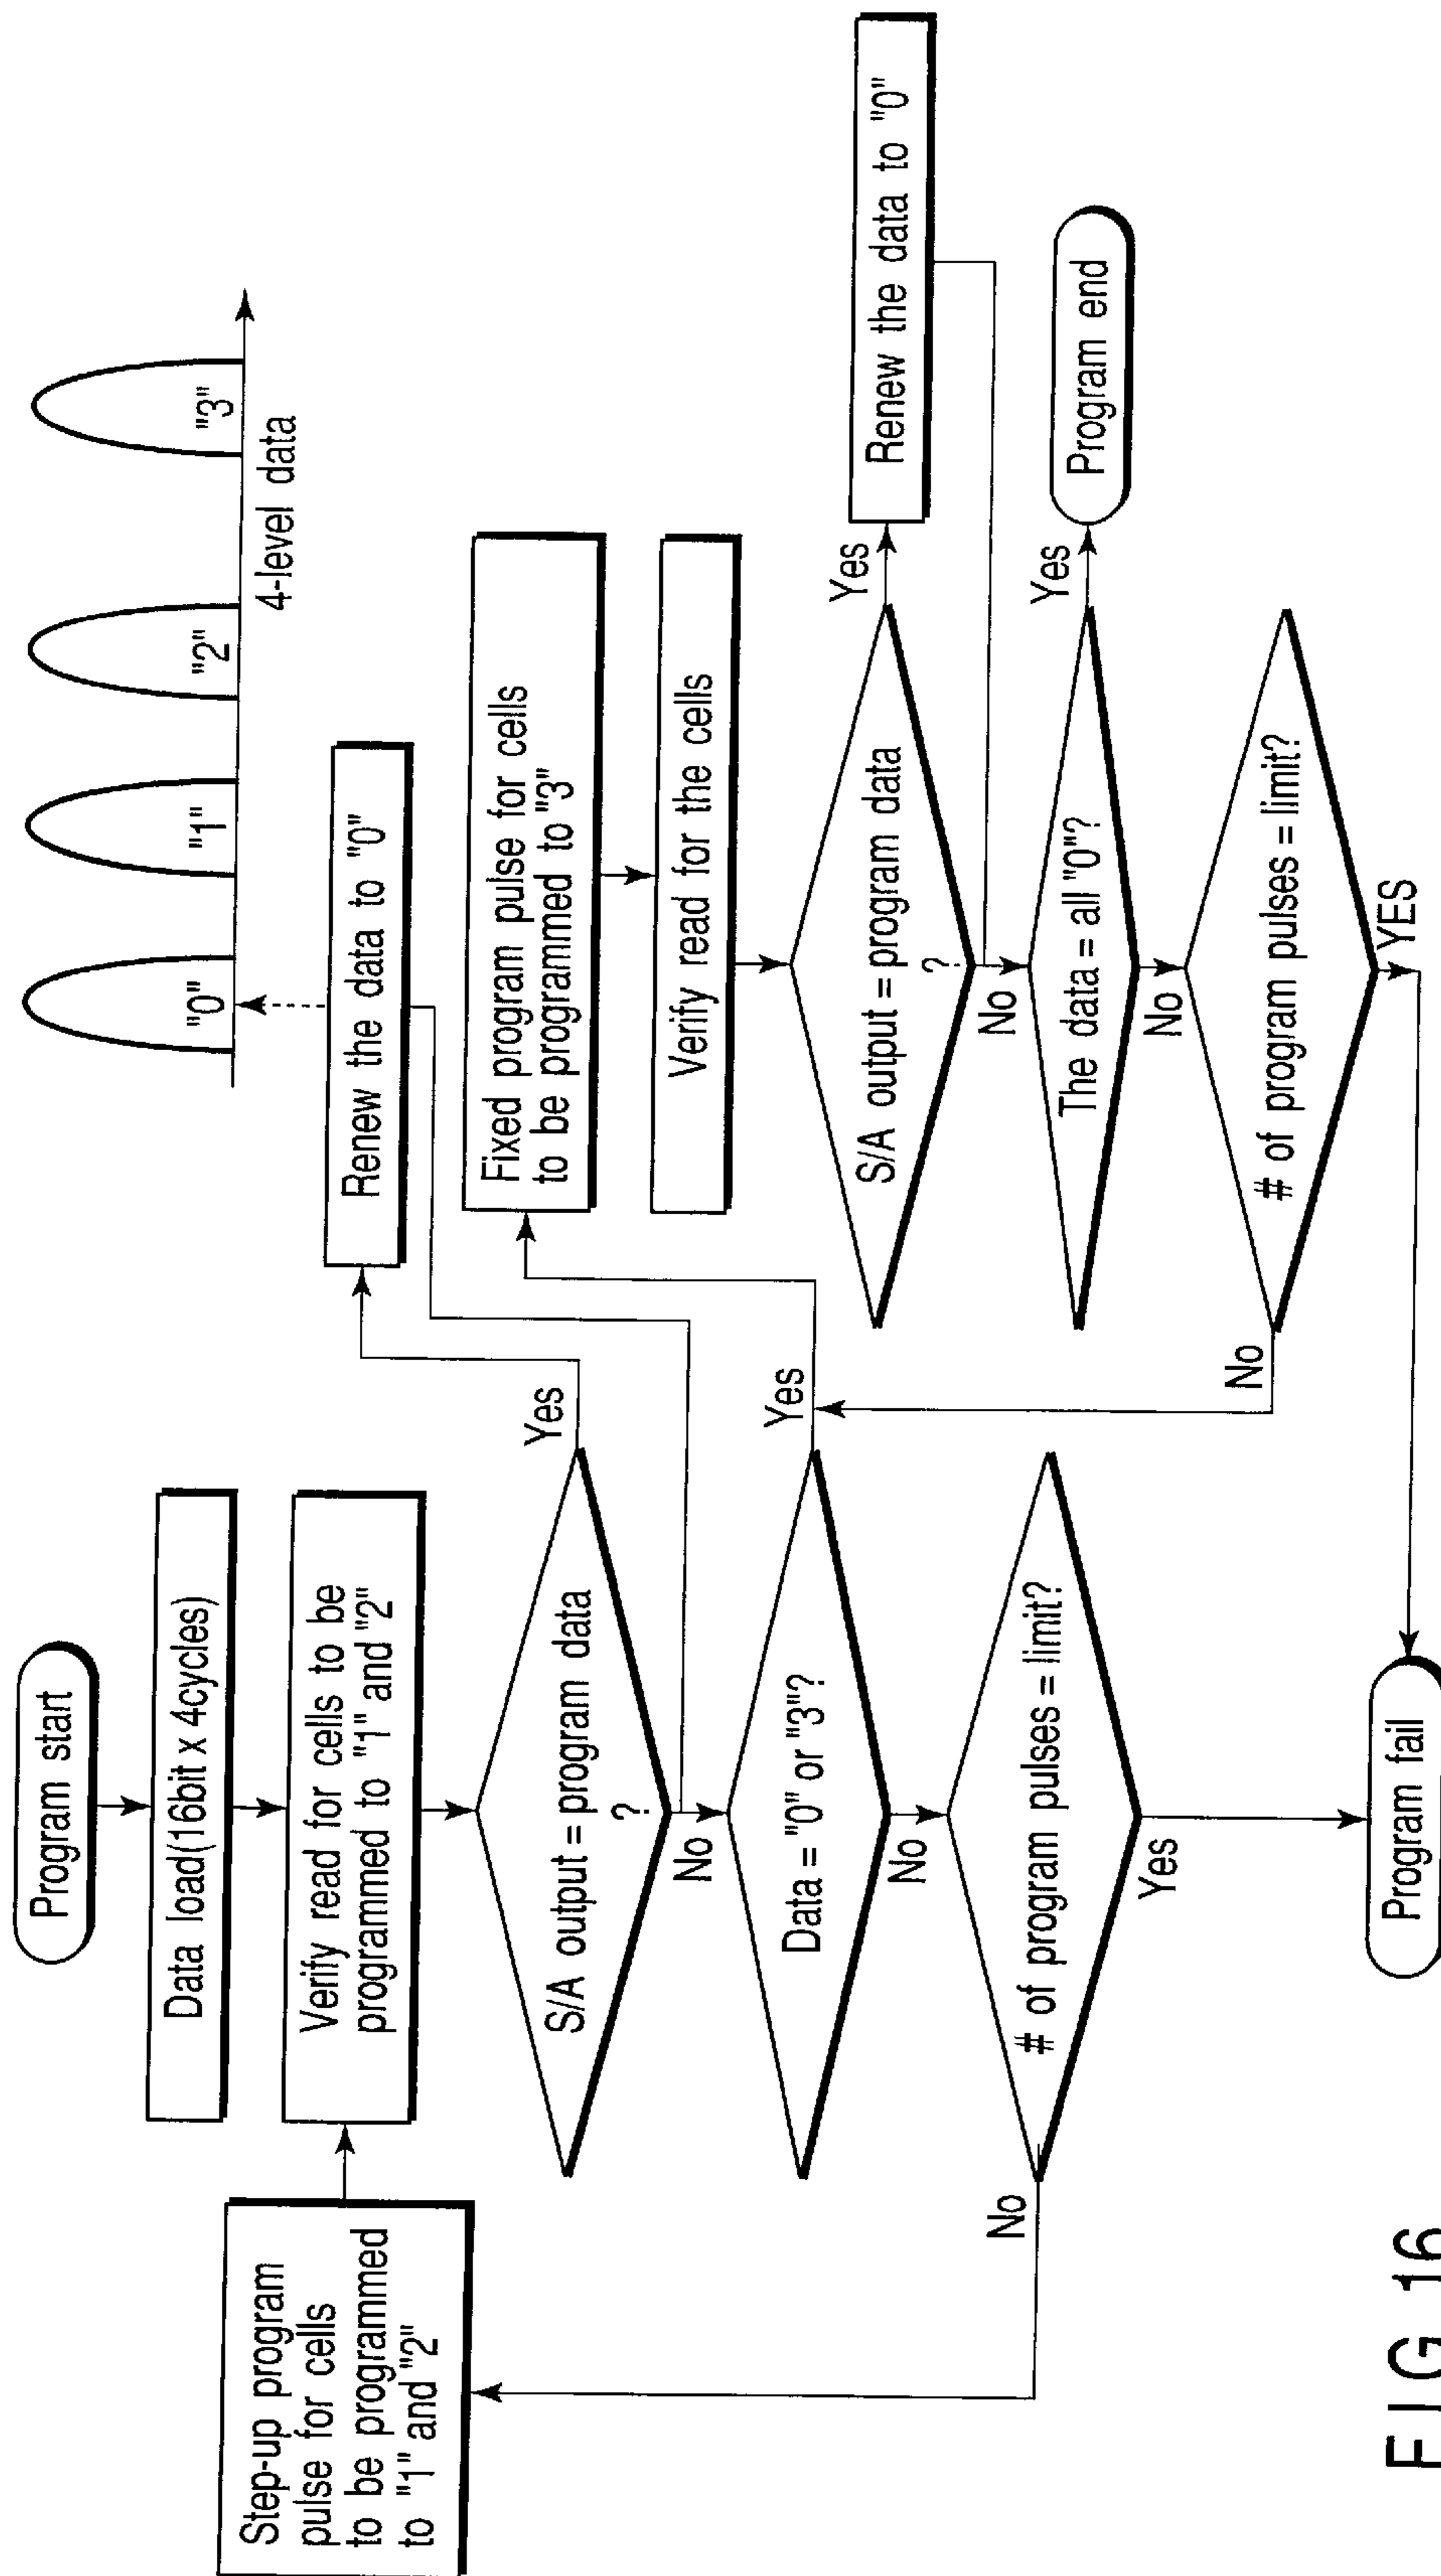 Program start
Data load(16bit x 4cycles)
Verify read for cells to be
programmed to "1" and "2"
Step-up program
pulse for cells
to be programmed
to "1" and "2"
S/A output = program data
?
Yes
No
Renew the data to "0"
"0"
"1"
"2"
"3"
4-level data
Data = "0" or "3"?
Yes
No
# of program pulses = limit?
No
Yes
Program fail
Fixed program pulse for cells
to be programmed to "3"
Verify read for the cells
S/A output = program data
?
Yes
No
Renew the data to "0"
The data = all "0"?
Yes
No
Program end
# of program pulses = limit?
No
YES
FIG 16